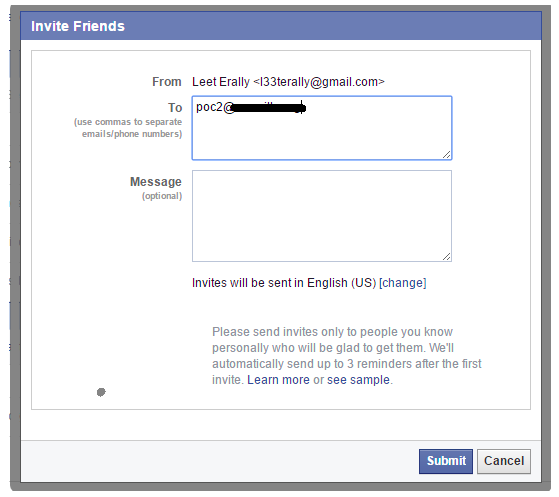 Invite Friends
From Leet Erally <l33terally@gmail.com>
To poc2@
(use commas to separate
emails/phone numbers)
Message
(optional)
Invites will be sent in English (US) [change]
Please send invites only to people you know
personally who will be glad to get them. We'll
automatically send up to 3 reminders after the first
invite. Learn more or see sample.
Submit Cancel